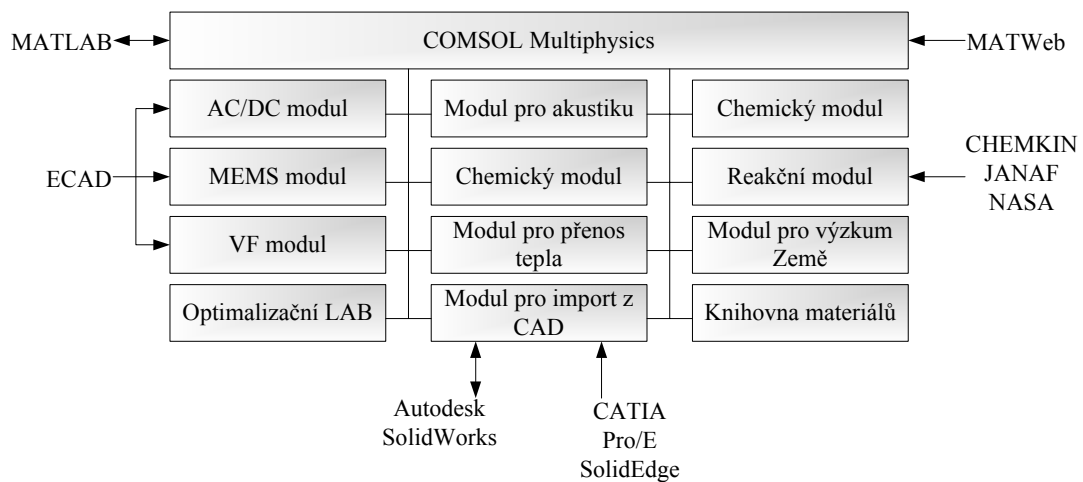 MATLAB
COMSOL Multiphysics
MATWeb
AC/DC modul
Modul pro akustiku
Chemický modul
ECAD
MEMS modul
Chemický modul
Reakční modul
CHEMKIN
JANAF
NASA
VF modul
Modul pro přenos
tepla
Modul pro výzkum
Země
Optimalizační LAB
Modul pro import z
CAD
Knihovna materiálů
Autodesk
SolidWorks
CATIA
Pro/E
SolidEdge